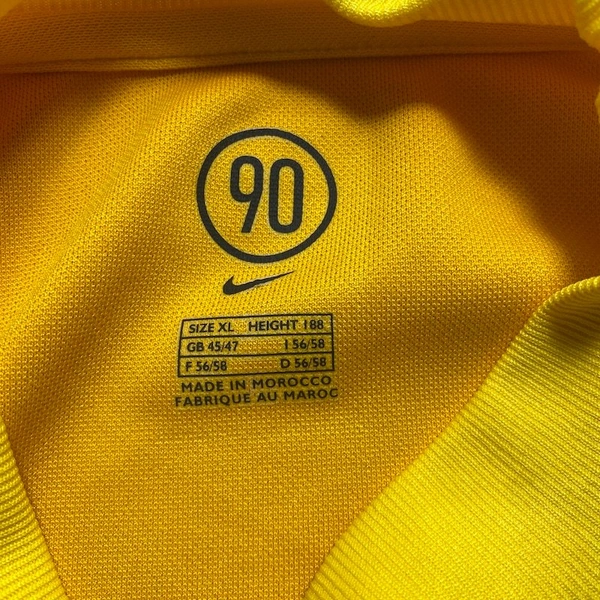 90
SIZE XL HEIGHT 188
GB 45/47 I 56/58
F 56/58 D 56/58
MADE IN MOROCCO
FABRIQUE AU MAROC